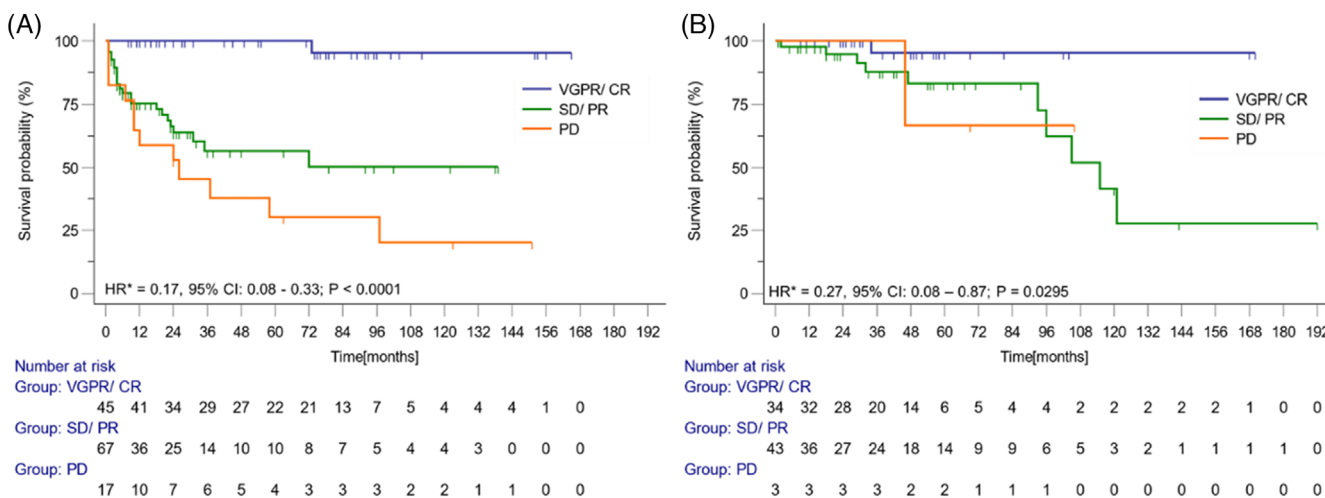 (A)
Survival probability (%)
100
75
50
25
0
VGPR/ CR
SD/ PR
PD
HR* = 0.17, 95% CI: 0.08 - 0.33; P < 0.0001
0 12 24 36 48 60 72 84 96 108 120 132 144 156 168 180 192
Time[months]
Number at risk
Group: VGPR/ CR
45 41 34 29 27 22 21 13 7 5 4 4 4 1 0
Group: SD/ PR
67 36 25 14 10 10 8 7 5 4 4 3 0 0 0
Group: PD
17 10 7 6 5 4 3 3 3 2 2 1 1 0 0
(B)
Survival probability (%)
100
75
50
25
0
VGPR/ CR
SD/ PR
PD
HR* = 0.27, 95% CI: 0.08 – 0.87; P = 0.0295
0 12 24 36 48 60 72 84 96 108 120 132 144 156 168 180 192
Time[months]
Number at risk
Group: VGPR/ CR
34 32 28 20 14 6 5 4 4 2 2 2 2 2 1 0 0
Group: SD/ PR
43 36 27 24 18 14 9 9 6 5 3 2 1 1 1 1 0
Group: PD
3 3 3 3 2 2 1 1 1 0 0 0 0 0 0 0 0